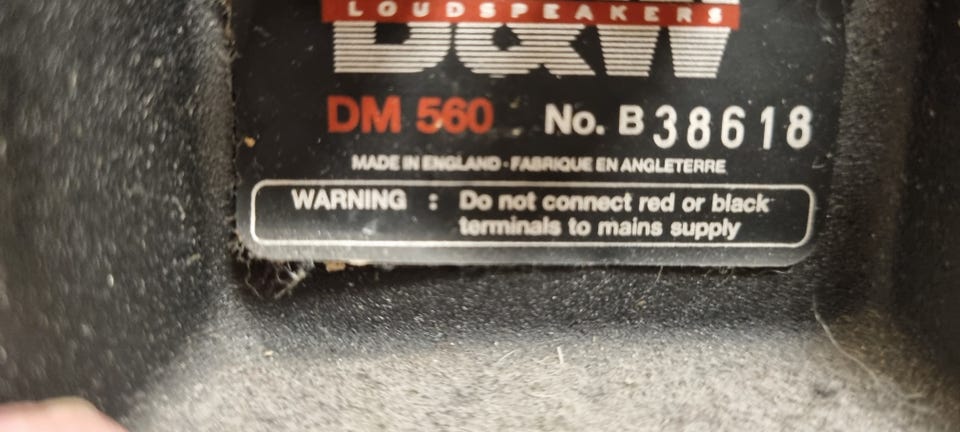 LOUDSPEAKERS
B&W
DM 560 No. B 38618
MADE IN ENGLAND · FABRIQUE EN ANGLETERRE
WARNING : Do not connect red or black
terminals to mains supply